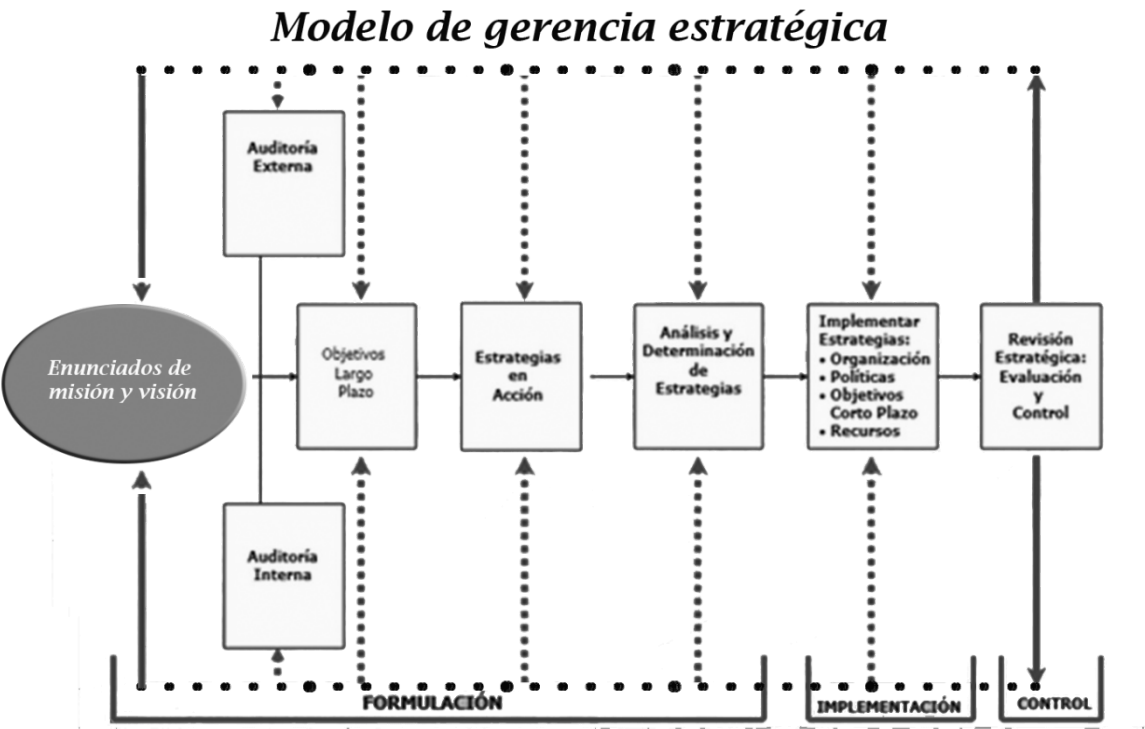 Modelo de gerencia estratégica
Auditoría
Externa
Enunciados de
misión y visión
Objetivos
Largo
Plazo
Estrategias
en
Acción
Análisis y
Determinación
de
Estrategias
Implementar
Estrategias:
• Organización
• Políticas
• Objetivos
Corto Plazo
• Recursos
Revisión
Estratégica:
Evaluación
y
Control
Auditoría
Interna
FORMULACIÓN
IMPLEMENTACIÓN
CONTROL